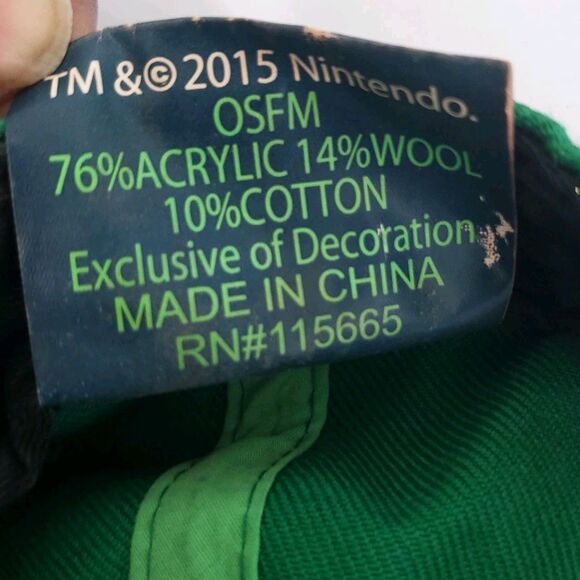 TM &© 2015 Nintendo.
OSFM
76%ACRYLIC 14%WOOL
10%COTTON
Exclusive of Decoration
MADE IN CHINA
RN#115665